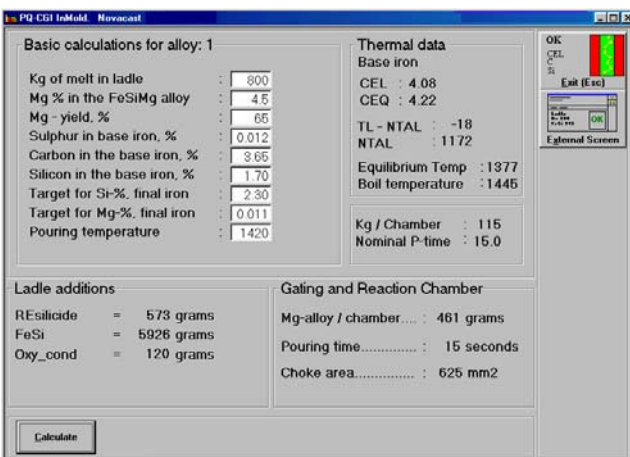 PQ-CGI InMold. Novacast
Basic calculations for alloy: 1
Kg of melt in ladle : 800
Mg % in the FeSiMg alloy : 4.5
Mg - yield, % : 65
Sulphur in base iron, % : 0.012
Carbon in the base iron, % : 3.65
Silicon in the base iron, % : 1.70
Target for Si-%, final iron : 2.30
Target for Mg-%, final iron : 0.011
Pouring temperature : 1420
Thermal data
Base iron
CEL : 4.08
CEQ : 4.22
TL - NTAL : -18
NTAL : 1172
Equilibrium Temp : 1377
Boil temperature : 1445
Kg / Chamber : 115
Nominal P-time : 15.0
OK
CEL
C
Si
Exit (Esc)
OK
External Screen
Ladle additions
REsilicide = 573 grams
FeSi = 5926 grams
Oxy_cond = 120 grams
Gating and Reaction Chamber
Mg-alloy / chamber.... : 461 grams
Pouring time............. : 15 seconds
Choke area............... : 625 mm2
Calculate